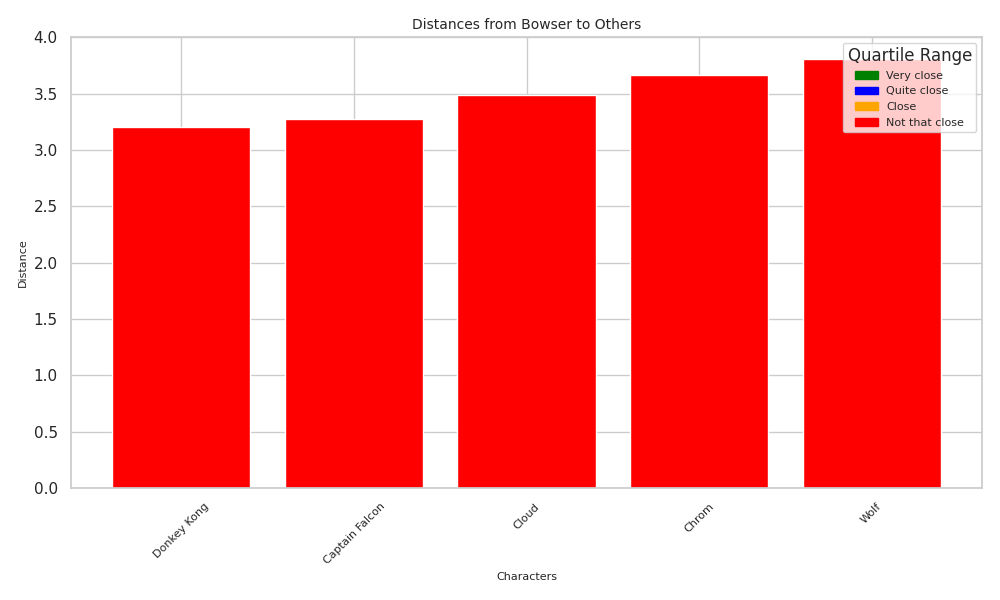 Distances from Bowser to Others
4.0
3.5
3.0
2.5
2.0
1.5
1.0
0.5
0.0
Distance
Quartile Range
Very close
Quite close
Close
Not that close
Donkey Kong
Captain Falcon
Cloud
Chrom
Wolf
Characters